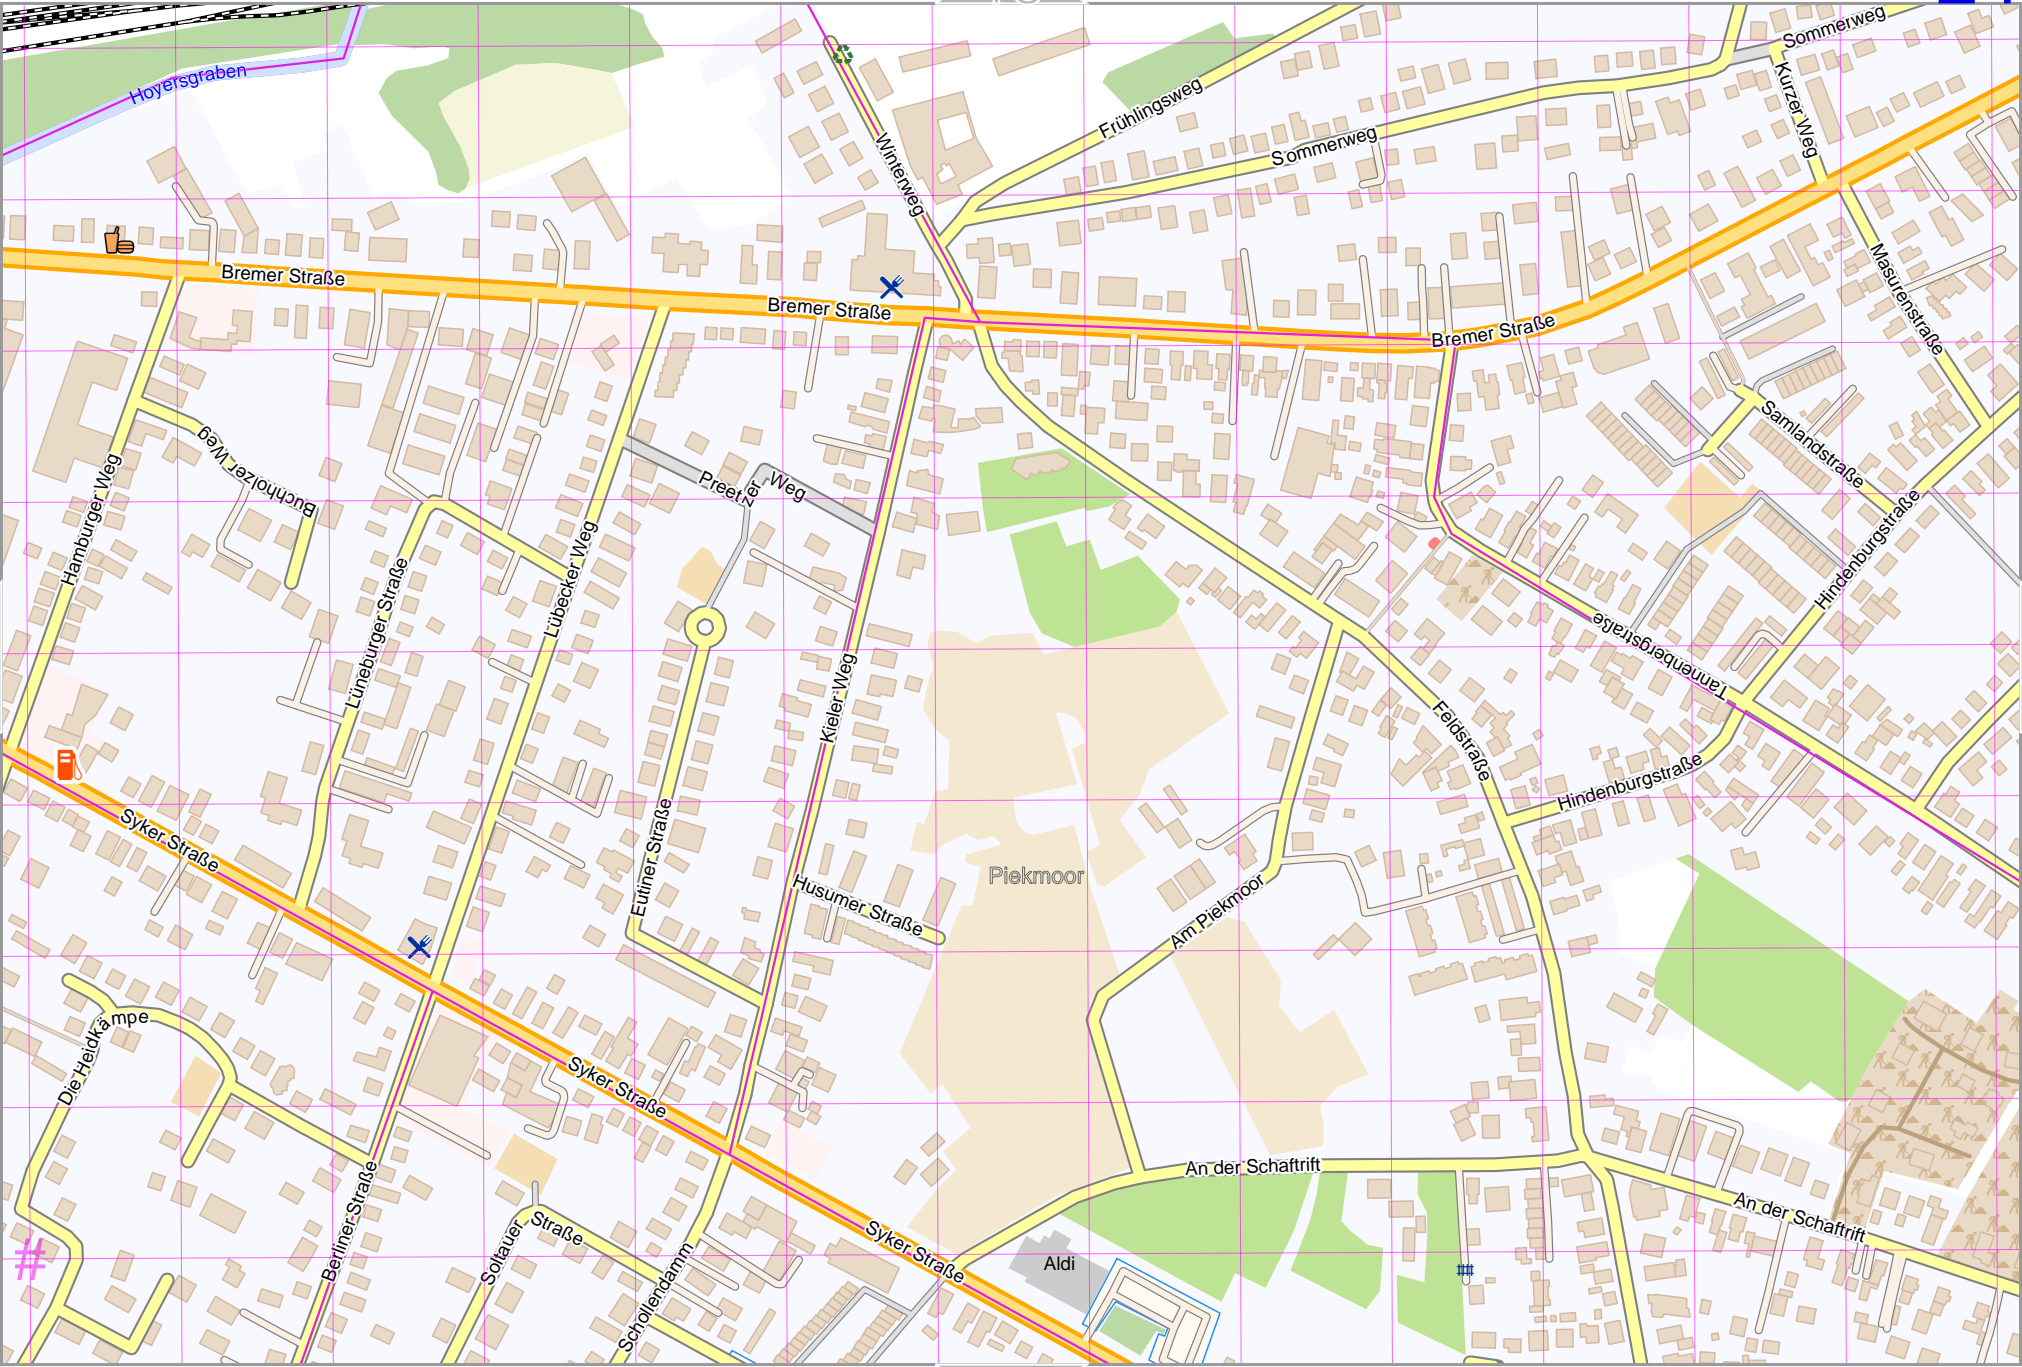 Sommerweg
Hoyersgraben
Kurzer Weg
Frühlingsweg
Sommerweg
Winterweg
Bremer Straße
Bremer Straße
Bremer Straße
Masurenstraße
Samlandstraße
Buchholzer Weg
Hamburger Weg
Preetzer Weg
Lübecker Weg
Lüneburger Straße
Hindenburgstraße
Tannenbergstraße
Kieler Weg
Feldstraße
Hindenburgstraße
Syker Straße
Eutiner Straße
Husumer Straße
Piekmoor
Am Piekmoor
Die Heidkämpe
Syker Straße
An der Schaftrift
An der Schaftrift
Berliner Straße
Soltauer Straße
Schollendamm
Syker Straße
Aldi
#